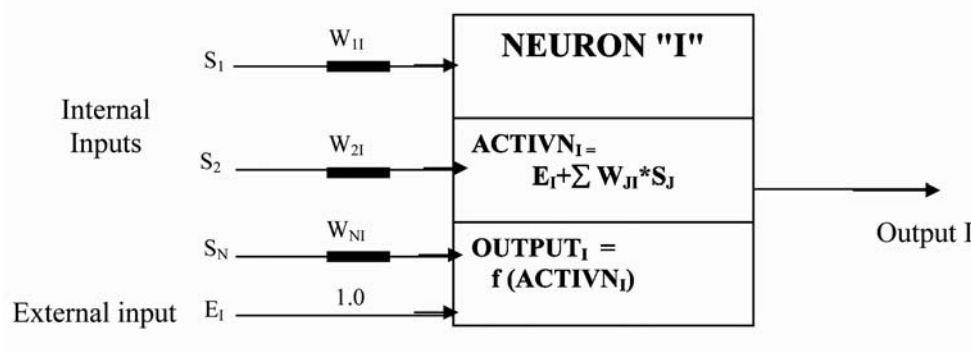 W₁I
NEURON "I"
S₁
Internal
Inputs
W₂I
S₂
ACTIVNI =
EI+∑ WJI*SJ
WNI
SN
OUTPUTI =
f (ACTIVNI)
Output I
1.0
External input EI